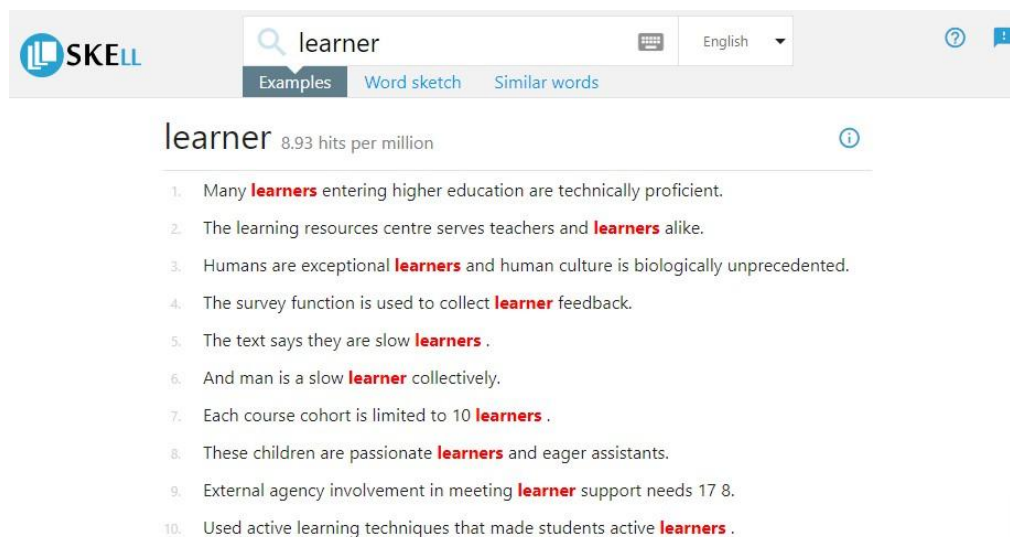 SKELL
learner
English
Examples Word sketch Similar words
learner 8.93 hits per million
1. Many learners entering higher education are technically proficient.
2. The learning resources centre serves teachers and learners alike.
3. Humans are exceptional learners and human culture is biologically unprecedented.
4. The survey function is used to collect learner feedback.
5. The text says they are slow learners .
6. And man is a slow learner collectively.
7. Each course cohort is limited to 10 learners .
8. These children are passionate learners and eager assistants.
9. External agency involvement in meeting learner support needs 17 8.
10. Used active learning techniques that made students active learners .